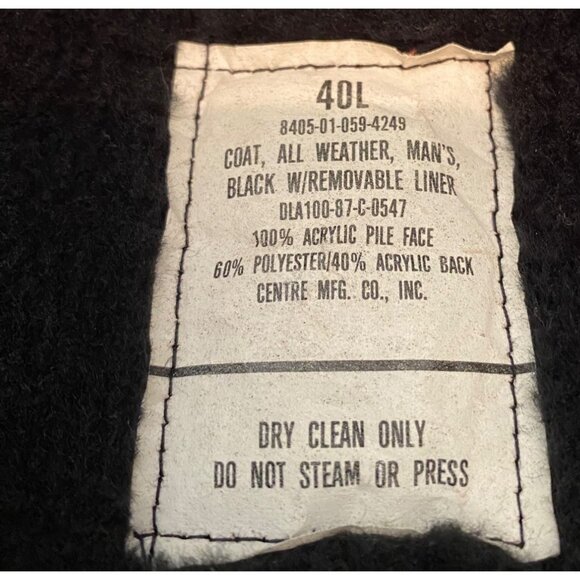 40L
8405-01-059-4249
COAT, ALL WEATHER, MAN'S,
BLACK W/REMOVABLE LINER
DLA100-87-C-0547
100% ACRYLIC PILE FACE
60% POLYESTER/40% ACRYLIC BACK
CENTRE MFG. CO., INC.
DRY CLEAN ONLY
DO NOT STEAM OR PRESS